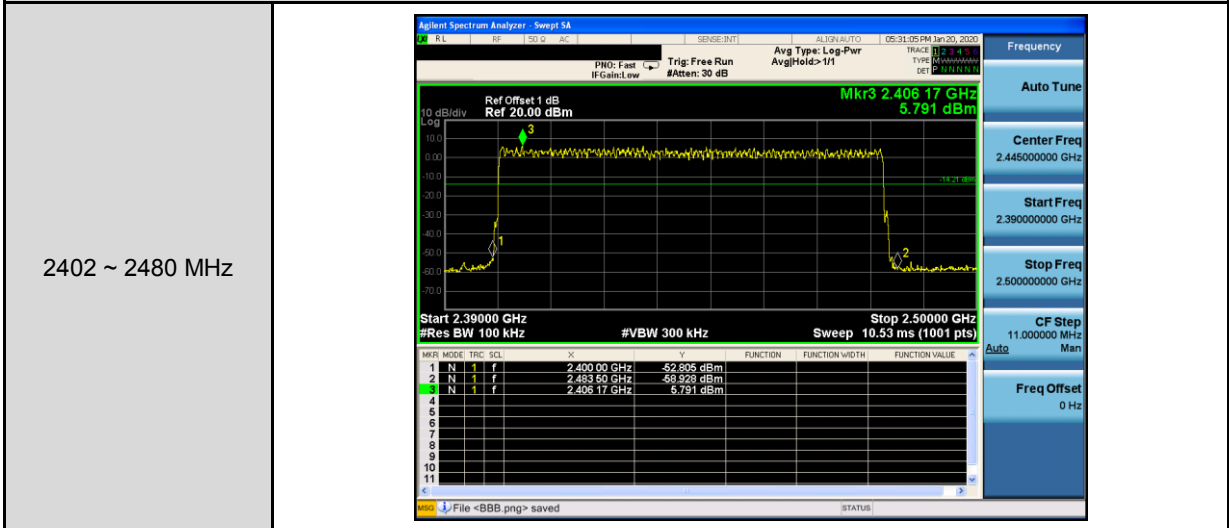 2402 ~ 2480 MHz
Agilent Spectrum Analyzer - Swept SA
RL RF 50 Ω AC SENSE:INT ALIGN AUTO 05:31:05 PM Jan 20, 2020
PNO: Fast
IFGain:Low
Trig: Free Run
#Atten: 30 dB
Avg Type: Log-Pwr
Avg|Hold:>1/1
TRACE 1 2 3 4 5 6
TYPE M
DET P N N N N N
Mkr3 2.406 17 GHz
5.791 dBm
10 dB/div
Log
Ref Offset 1 dB
Ref 20.00 dBm
10.0
0.00
-10.0
-20.0
-30.0
-40.0
-50.0
-60.0
-70.0
3
-14.21 dBm
1
2
Start 2.39000 GHz Stop 2.50000 GHz
#Res BW 100 kHz #VBW 300 kHz Sweep 10.53 ms (1001 pts)
MKR MODE TRC SCL X Y FUNCTION FUNCTION WIDTH FUNCTION VALUE
1 N 1 f 2.400 00 GHz -52.805 dBm
2 N 1 f 2.483 50 GHz -58.928 dBm
3 N 1 f 2.406 17 GHz 5.791 dBm
4
5
6
7
8
9
10
11
MSG File <BBB.png> saved STATUS
Frequency
Auto Tune
Center Freq
2.445000000 GHz
Start Freq
2.390000000 GHz
Stop Freq
2.500000000 GHz
CF Step
11.000000 MHz
Auto Man
Freq Offset
0 Hz